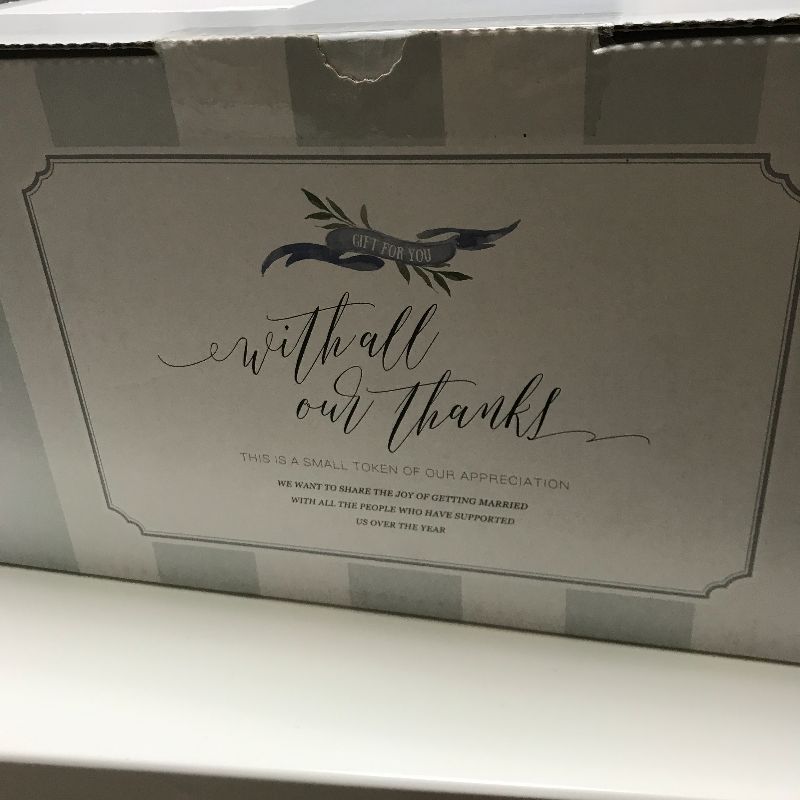 GIFT FOR YOU
with all
our thanks
THIS IS A SMALL TOKEN OF OUR APPRECIATION
WE WANT TO SHARE THE JOY OF GETTING MARRIED
WITH ALL THE PEOPLE WHO HAVE SUPPORTED
US OVER THE YEAR